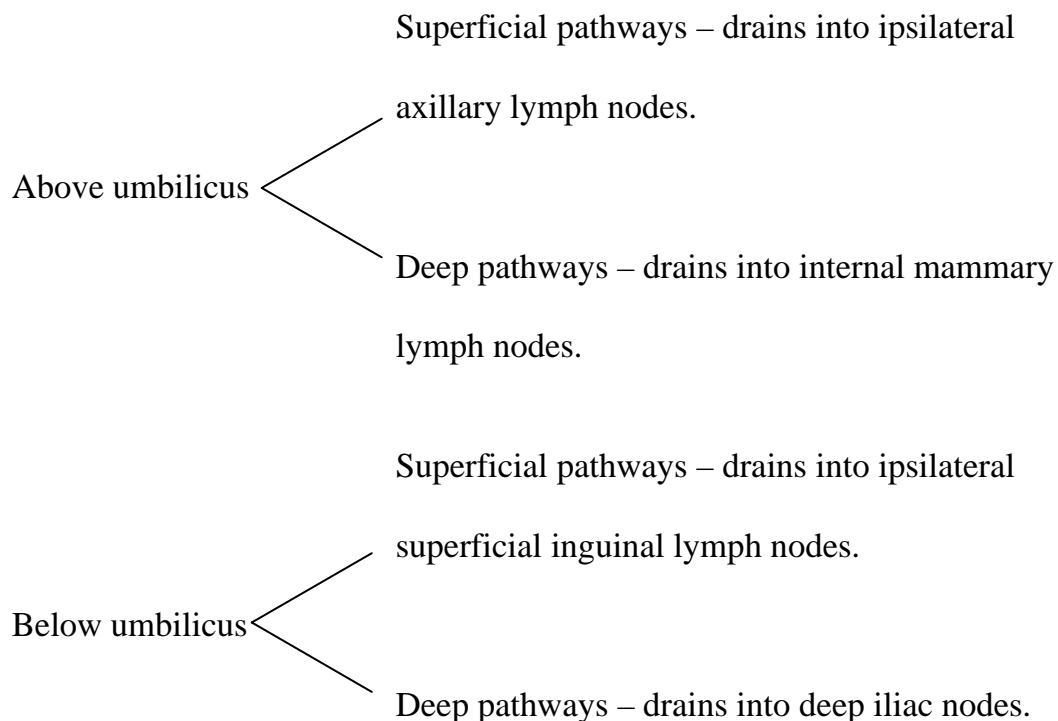 Superficial pathways – drains into ipsilateral
axillary lymph nodes.
Above umbilicus
Deep pathways – drains into internal mammary
lymph nodes.
Superficial pathways – drains into ipsilateral
superficial inguinal lymph nodes.
Below umbilicus
Deep pathways – drains into deep iliac nodes.